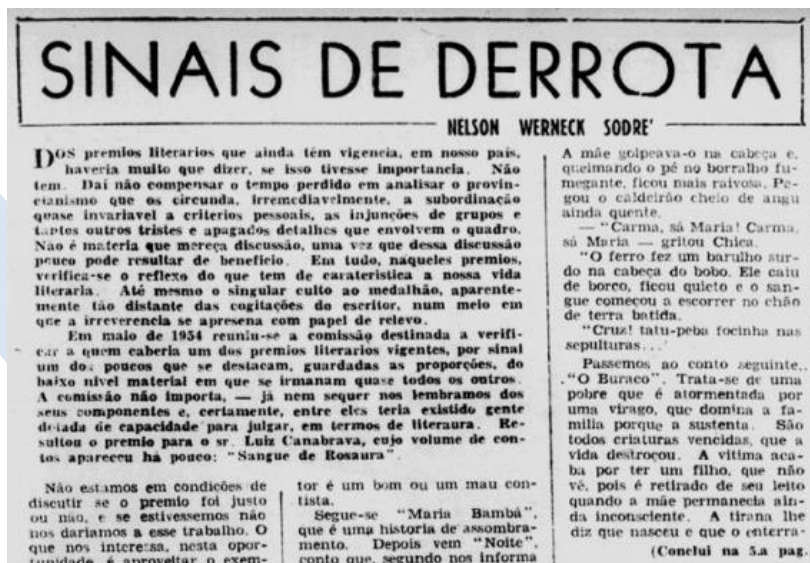 SINAIS DE DERROTA
NELSON WERNECK SODRE'
DOS premios literarios que ainda têm vigencia, em nosso país,
haveria muito que dizer, se isso tivesse importancia. Não
tem. Daí não compensar o tempo perdido em analisar o provin-
cianismo que os circunda, irremediavelmente, a subordinação
quase invariavel a criterios pessoais, as injunções de grupos e
tantos outros tristes e apagados detalhes que envolvem o quadro.
Não é materia que mereça discussão, uma vez que dessa discussão
pouco pode resultar de beneficio. Em tudo, naqueles premios,
verifica-se o reflexo do que tem de carateristica a nossa vida
literaria. Até mesmo o singular culto ao medalhão, aparente-
mente tão distante das cogitações do escritor, num meio em
que a irreverencia se apresena com papel de relevo.
Em maio de 1954 reuniu-se a comissão destinada a verifi-
car a quem caberia um dos premios literarios vigentes, por sinal
um dos poucos que se destacam, guardadas as proporções, do
baixo nivel material em que se irmanam quase todos os outros.
A comissão não importa, — já nem sequer nos lembramos dos
seus componentes e, certamente, entre eles teria existido gente
dotada de capacidade para julgar, em termos de literaura. Re-
sultou o premio para o sr. Luiz Canabrava, cujo volume de con-
tos apareceu há pouco: "Sangue de Rosaura".
Não estamos em condições de
discutir se o premio foi justo
ou não, e se estivessemos não
nos dariamos a esse trabalho. O
que nos interessa, nesta opor-
tunidade, é aproveitar o exem-
tor é um bom ou um mau con-
tista.
Segue-se "Maria Bambá",
que é uma historia de assombra-
mento. Depois vem "Noite",
conto que, segundo nos informa
A mãe golpeava-o na cabeça e,
queimando o pé no borralho fu-
megante, ficou mais raivosa. Pe-
gou o caldeirão cheio de angu
ainda quente.
— "Carma, sá Maria! Carma,
sá Maria — gritou Chica.
"O ferro fez um barulho sur-
do na cabeça do bobo. Ele caiu
de borco, ficou quieto e o san-
gue começou a escorrer no chão
de terra batida.
"Cruz! tatu-peba focinha nas
sepulturas...'
Passemos ao conto seguinte,.
."O Buraco". Trata-se de uma
pobre que é atormentada por
uma virago, que domina a fa-
milia porque a sustenta. São
todos criaturas vencidas, que a
vida destroçou. A vitima aca-
ba por ter um filho, que não
vê, pois é retirado de seu leito
quando a mãe permanecia ain-
da inconsciente. A tirana lhe
diz que nasceu e que o enterra-
(Conclui na 5.a pag.